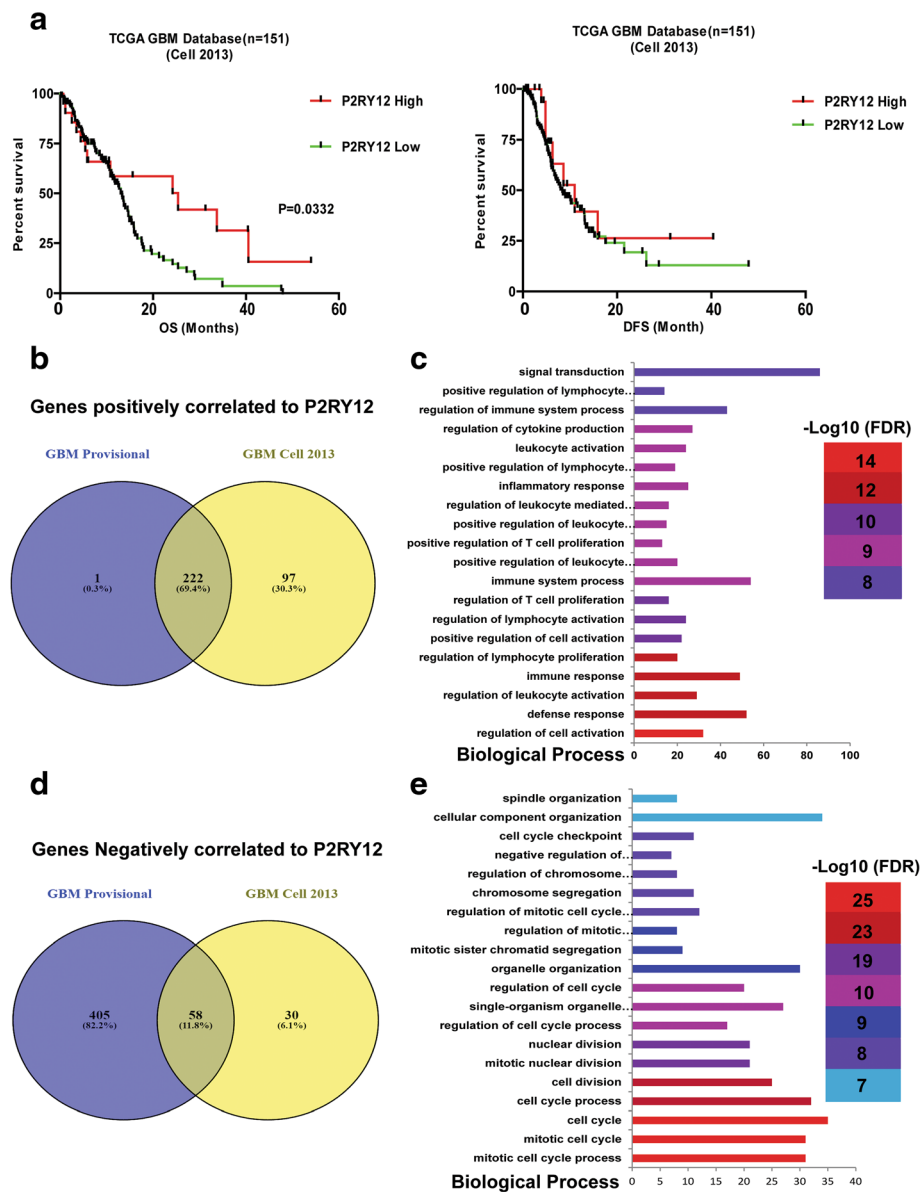 a
TCGA GBM Database(n=151)
(Cell 2013)
100
75
50
25
0
0
20
40
60
Percent survival
OS (Months)
P2RY12 High
P2RY12 Low
P=0.0332
TCGA GBM Database(n=151)
(Cell 2013)
100
75
50
25
0
0
20
40
60
Percent survival
DFS (Month)
P2RY12 High
P2RY12 Low
b
Genes positively correlated to P2RY12
GBM Provisional
GBM Cell 2013
1
(0.3%)
222
(69.4%)
97
(30.3%)
c
signal transduction
positive regulation of lymphocyte…
regulation of immune system process
regulation of cytokine production
leukocyte activation
positive regulation of lymphocyte…
inflammatory response
regulation of leukocyte mediated…
positive regulation of leukocyte…
positive regulation of T cell proliferation
positive regulation of leukocyte…
immune system process
regulation of T cell proliferation
regulation of lymphocyte activation
positive regulation of cell activation
regulation of lymphocyte proliferation
immune response
regulation of leukocyte activation
defense response
regulation of cell activation
Biological Process
0 20 40 60 80 100
-Log10 (FDR)
14
12
10
9
8
d
Genes Negatively correlated to P2RY12
GBM Provisional
GBM Cell 2013
405
(82.2%)
58
(11.8%)
30
(6.1%)
e
spindle organization
cellular component organization
cell cycle checkpoint
negative regulation of…
regulation of chromosome…
chromosome segregation
regulation of mitotic cell cycle…
regulation of mitotic…
mitotic sister chromatid segregation
organelle organization
regulation of cell cycle
single-organism organelle…
regulation of cell cycle process
nuclear division
mitotic nuclear division
cell division
cell cycle process
cell cycle
mitotic cell cycle
mitotic cell cycle process
Biological Process
0 5 10 15 20 25 30 35 40
-Log10 (FDR)
25
23
19
10
9
8
7